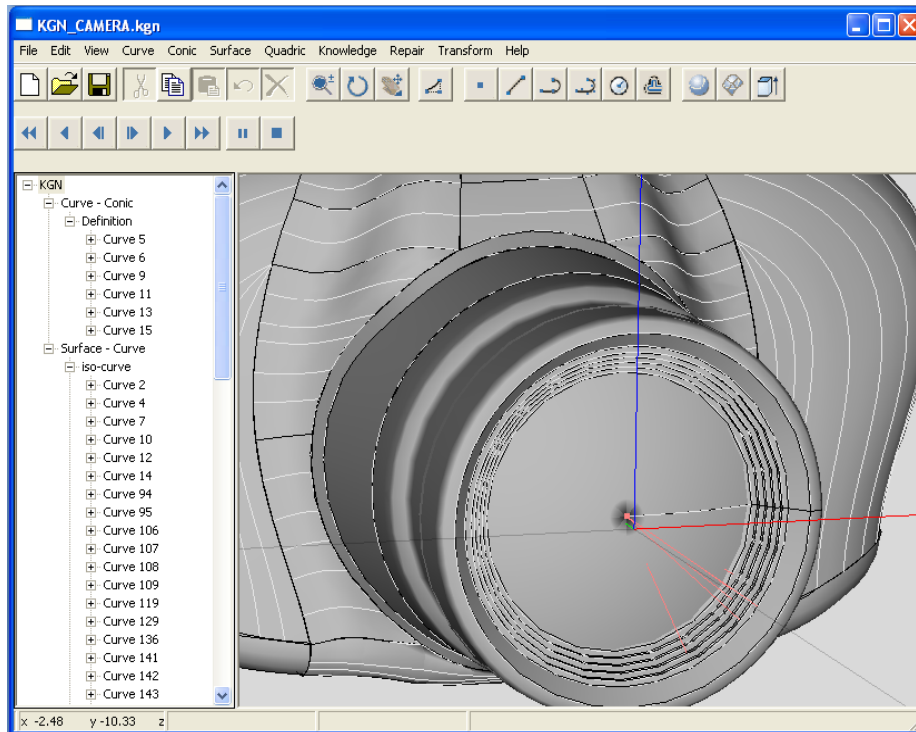 KGN_CAMERA.kgn
File Edit View Curve Conic Surface Quadric Knowledge Repair Transform Help
KGN
Curve - Conic
Definition
Curve 5
Curve 6
Curve 9
Curve 11
Curve 13
Curve 15
Surface - Curve
iso-curve
Curve 2
Curve 4
Curve 7
Curve 10
Curve 12
Curve 14
Curve 94
Curve 95
Curve 106
Curve 107
Curve 108
Curve 109
Curve 119
Curve 129
Curve 136
Curve 141
Curve 142
Curve 143
x -2.48 y -10.33 z